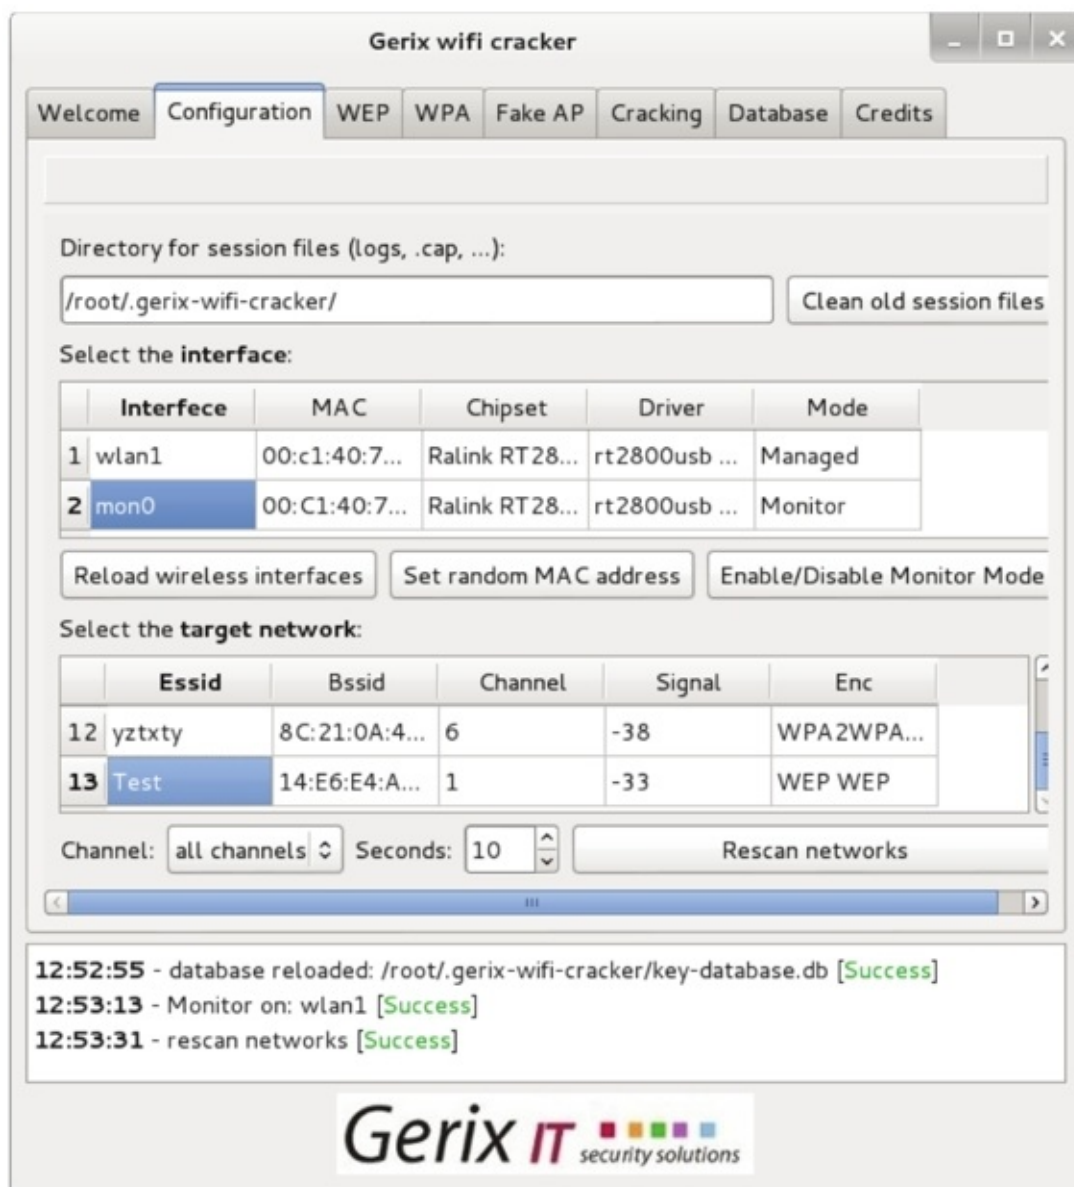 Gerix wifi cracker
Welcome Configuration WEP WPA Fake AP Cracking Database Credits
Directory for session files (logs, .cap, ...):
/root/.gerix-wifi-cracker/ Clean old session files
Select the interface:
Interfece MAC Chipset Driver Mode
1 wlan1 00:c1:40:7... Ralink RT28... rt2800usb ... Managed
2 mon0 00:C1:40:7... Ralink RT28... rt2800usb ... Monitor
Reload wireless interfaces Set random MAC address Enable/Disable Monitor Mode
Select the target network:
Essid Bssid Channel Signal Enc
12 yztxty 8C:21:0A:4... 6 -38 WPA2WPA...
13 Test 14:E6:E4:A... 1 -33 WEP WEP
Channel: all channels Seconds: 10 Rescan networks
12:52:55 - database reloaded: /root/.gerix-wifi-cracker/key-database.db [Success]
12:53:13 - Monitor on: wlan1 [Success]
12:53:31 - rescan networks [Success]
Gerix IT security solutions